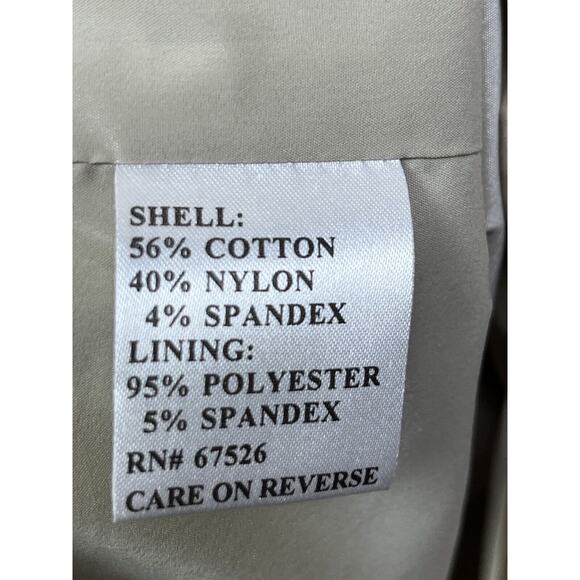 SHELL:
56% COTTON
40% NYLON
4% SPANDEX
LINING:
95% POLYESTER
5% SPANDEX
RN# 67526
CARE ON REVERSE